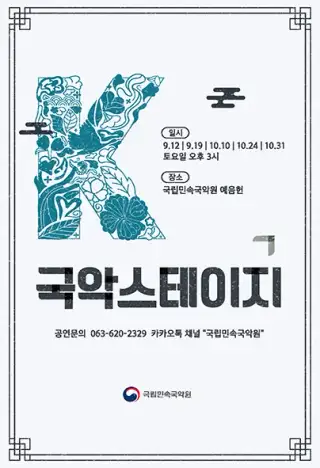 K
일시
9.12 | 9.19 | 10.10 | 10.24 | 10.31
토요일 오후 3시
장소
국립민속국악원 예음헌
국악스테이지
공연문의 063-620-2329 카카오톡 채널 "국립민속국악원"
국립민속국악원